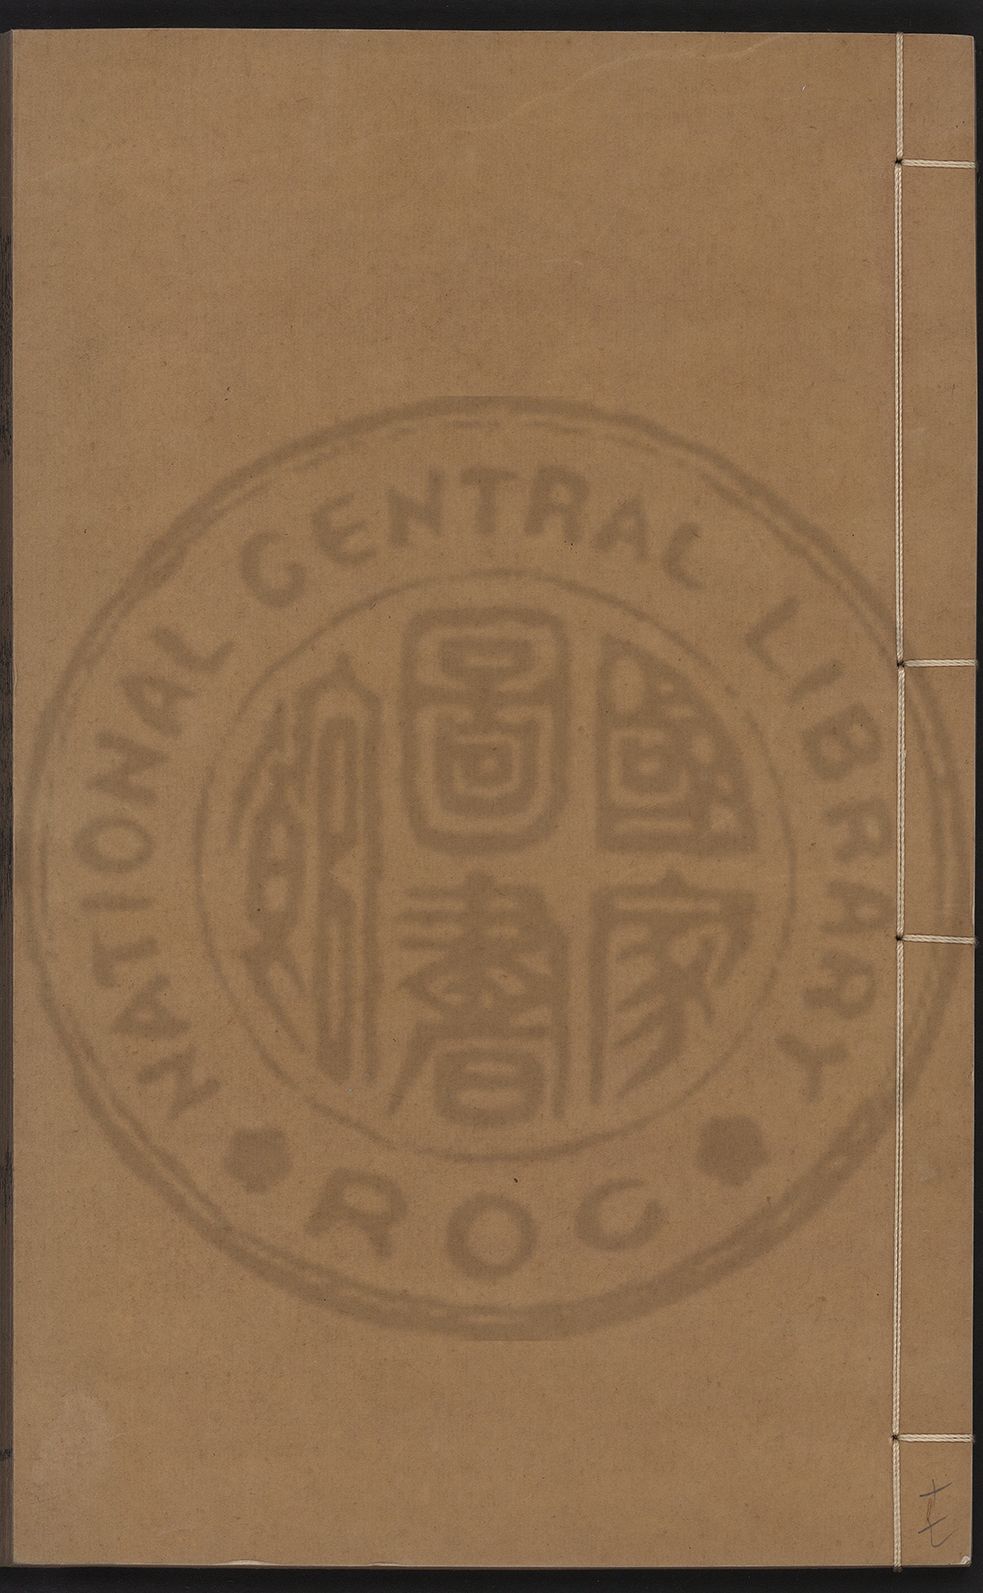 NATIONAL CENTRAL LIBRARY
國家
圖書
館
ROC